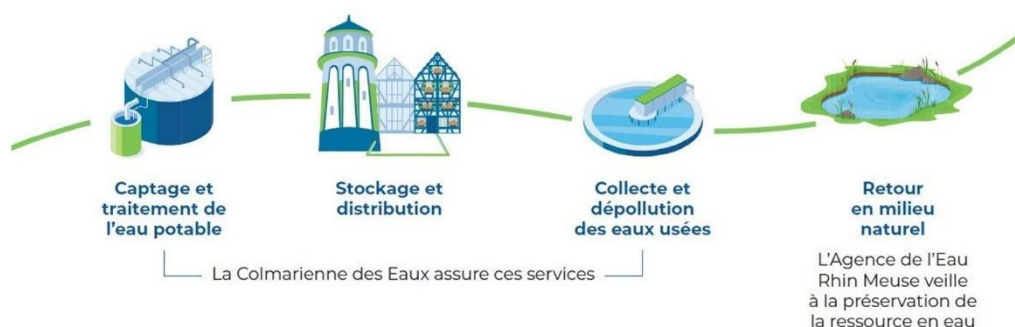 Captage et
traitement de
l'eau potable
Stockage et
distribution
Collecte et
dépollution
des eaux usées
Retour
en milieu
naturel
La Colmarienne des Eaux assure ces services
L'Agence de l'Eau
Rhin Meuse veille
à la préservation de
la ressource en eau